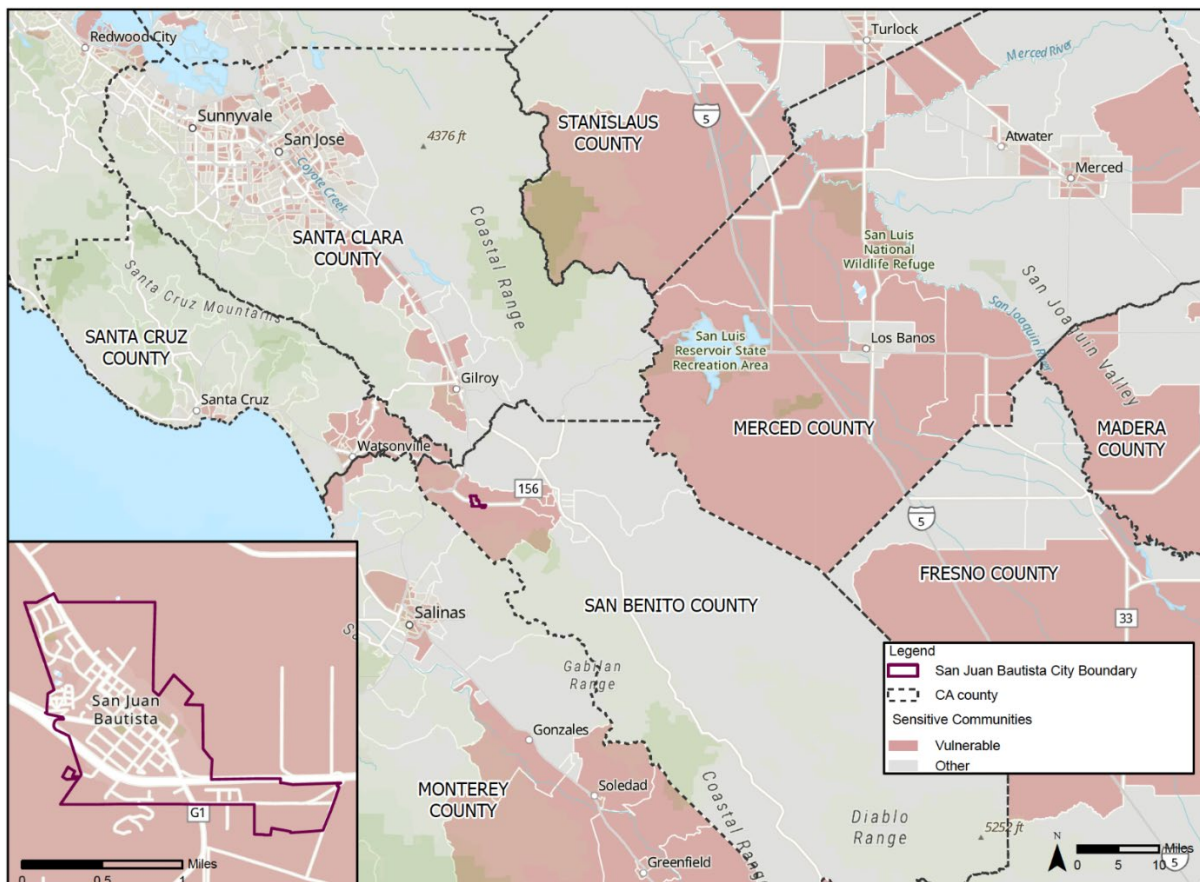 Redwood City
Sunnyvale
San Jose
Coyote Creek
4376 ft
SANTA CLARA
COUNTY
Coastal Range
Santa Cruz Mountains
SANTA CRUZ
COUNTY
Santa Cruz
Gilroy
Watsonville
STANISLAUS
COUNTY
5
Turlock
Merced River
Atwater
Merced
San Luis
National
Wildlife Refuge
San Joaquin River
San Joaquin Valley
San Luis
Reservoir State
Recreation Area
Los Banos
MERCED COUNTY
MADERA
COUNTY
156
5
FRESNO COUNTY
33
SAN BENITO COUNTY
Salinas
Gabilan
Range
Gonzales
Soledad
MONTEREY
COUNTY
Greenfield
Coastal Range
Diablo
Range
5252 ft
5
Legend
San Juan Bautista City Boundary
CA county
Sensitive Communities
Vulnerable
Other
N
Miles
0 5 10
San Juan
Bautista
G1
Miles
0 0.5 1